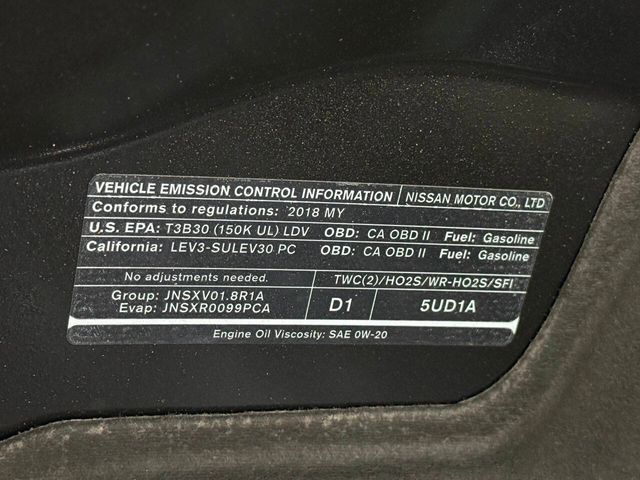 VEHICLE EMISSION CONTROL INFORMATION NISSAN MOTOR CO., LTD
Conforms to regulations: 2018 MY
U.S. EPA: T3B30 (150K UL) LDV OBD: CA OBD II Fuel: Gasoline
California: LEV3-SULEV30 PC OBD: CA OBD II Fuel: Gasoline
No adjustments needed. TWC(2)/HO2S/WR-HO2S/SFI
Group: JNSXV01.8R1A
Evap: JNSXR0099PCA
D1 5UD1A
Engine Oil Viscosity: SAE 0W-20